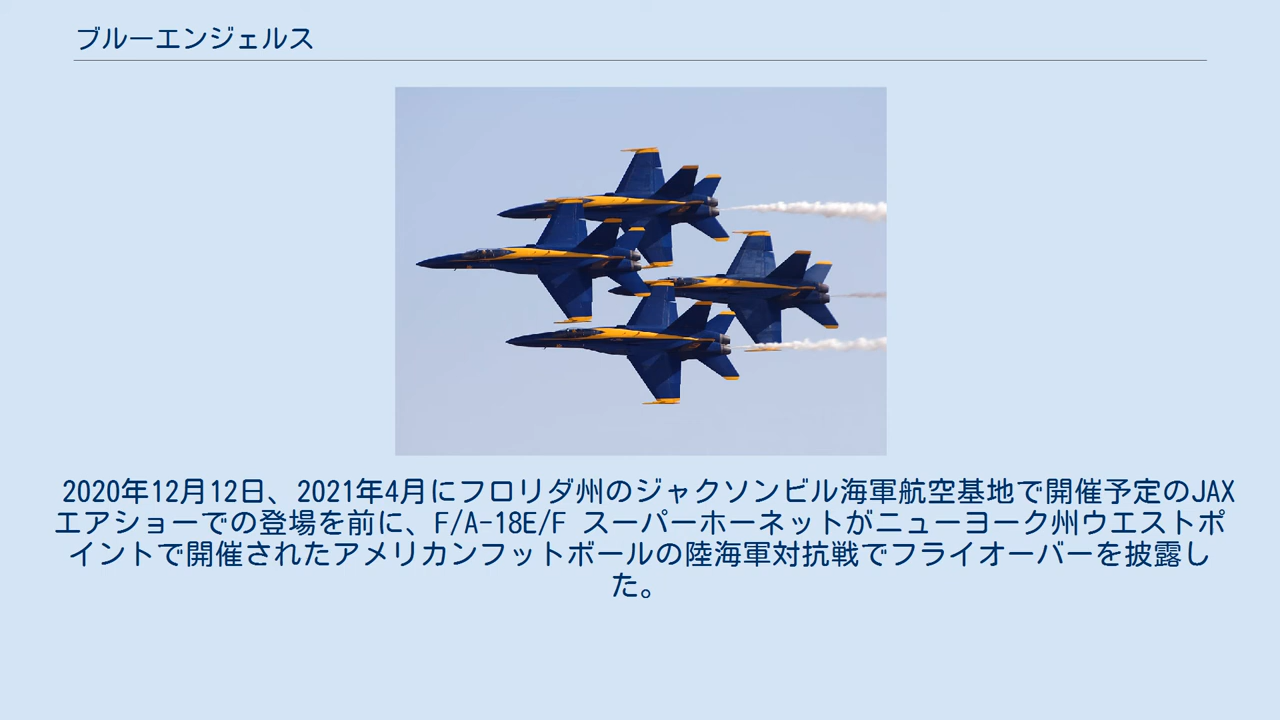 ブルーエンジェルス
2020年12月12日、2021年4月にフロリダ州のジャクソンビル海軍航空基地で開催予定のJAX
エアショーでの登場を前に、F/A-18E/F スーパーホーネットがニューヨーク州ウエストポ
イントで開催されたアメリカンフットボールの陸海軍対抗戦でフライオーバーを披露し
た。